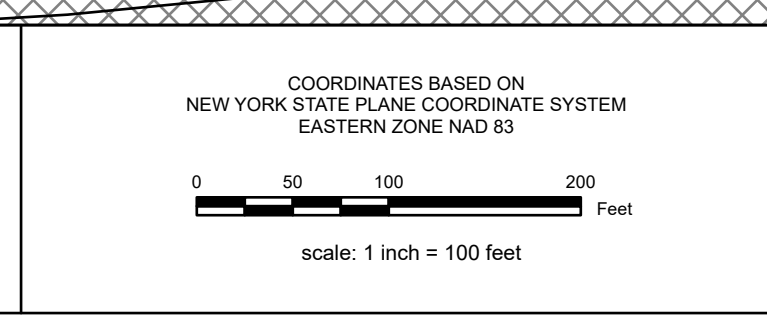 COORDINATES BASED ON
NEW YORK STATE PLANE COORDINATE SYSTEM
EASTERN ZONE NAD 83
0 50 100 200
Feet
scale: 1 inch = 100 feet